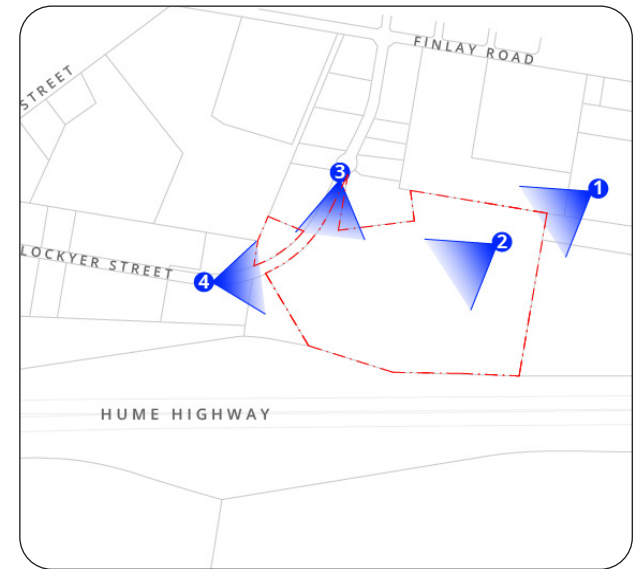 FINLAY ROAD
STREET
1
3
2
LOCKYER STREET
4
HUME HIGHWAY